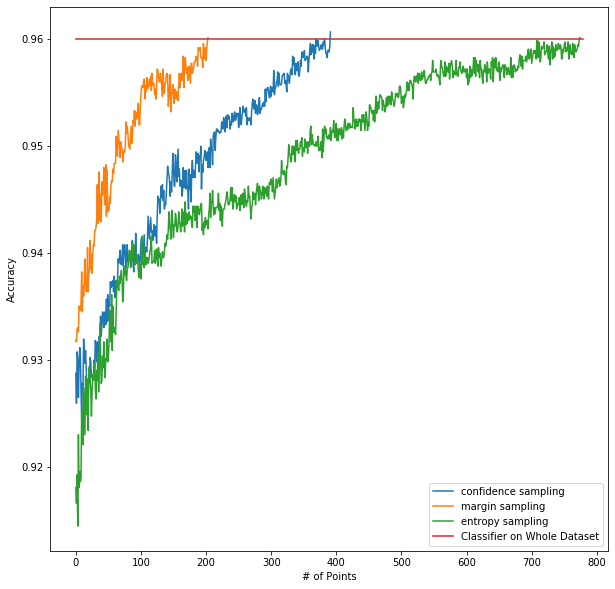 0.96
0.95
0.94
0.93
0.92
Accuracy
0 100 200 300 400 500 600 700 800
# of Points
confidence sampling
margin sampling
entropy sampling
Classifier on Whole Dataset